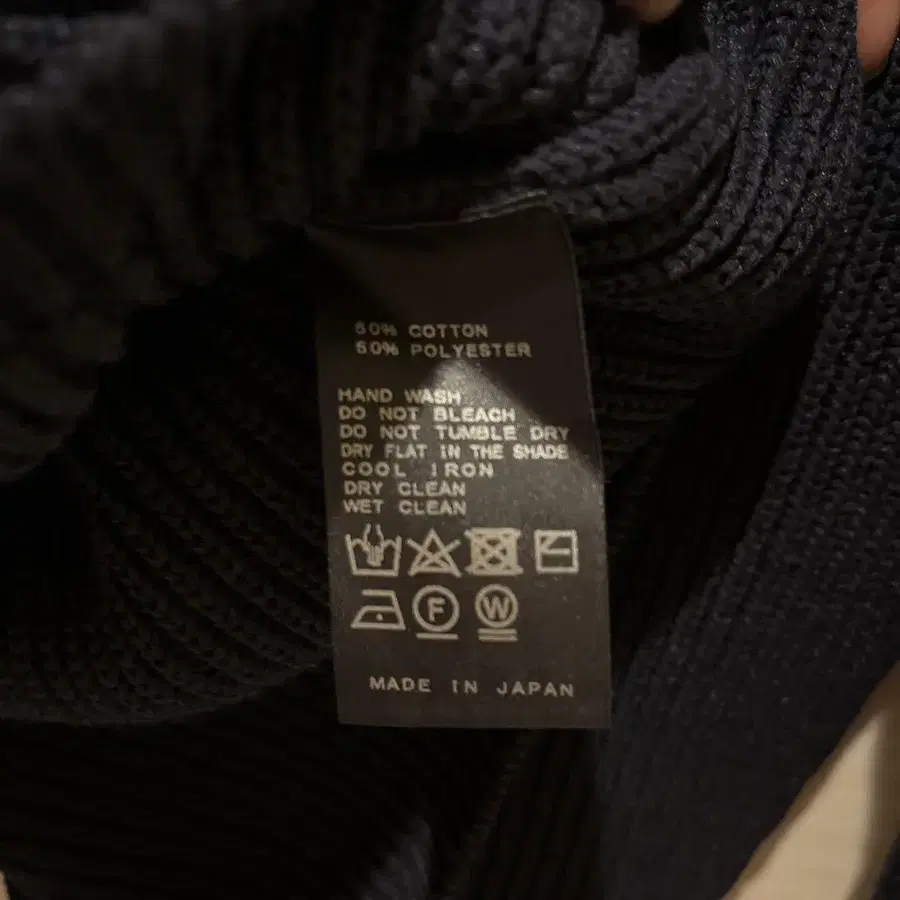 50% COTTON
50% POLYESTER
HAND WASH
DO NOT BLEACH
DO NOT TUMBLE DRY
DRY FLAT IN THE SHADE
COOL IRON
DRY CLEAN
WET CLEAN
F W
MADE IN JAPAN